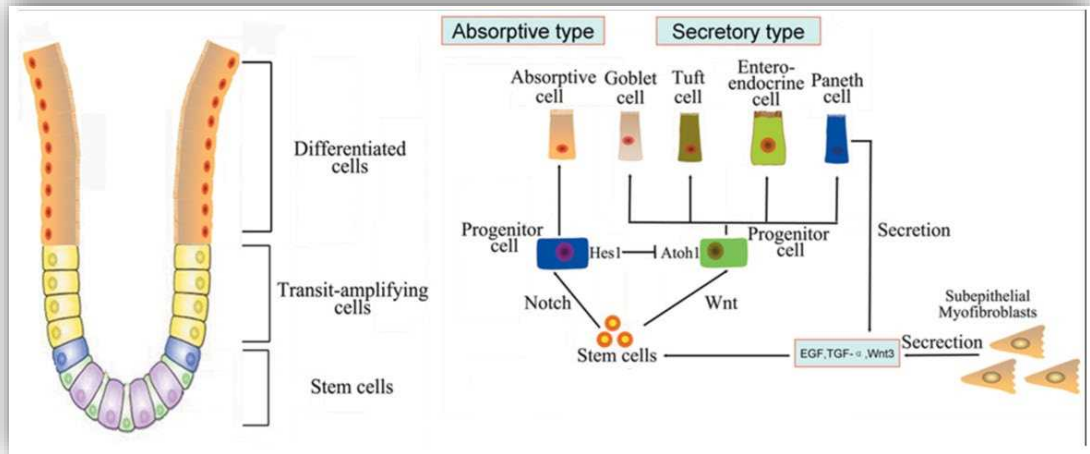 Absorptive type
Secretory type
Absorptive
cell
Goblet
cell
Tuft
cell
Entero-
endocrine
cell
Paneth
cell
Differentiated
cells
Transit-amplifying
cells
Stem cells
Progenitor
cell
Hes1
Atoh1
Progenitor
cell
Secretion
Notch
Wnt
Stem cells
EGF,TGF-α,Wnt3
Secrection
Subepithelial
Myofibroblasts